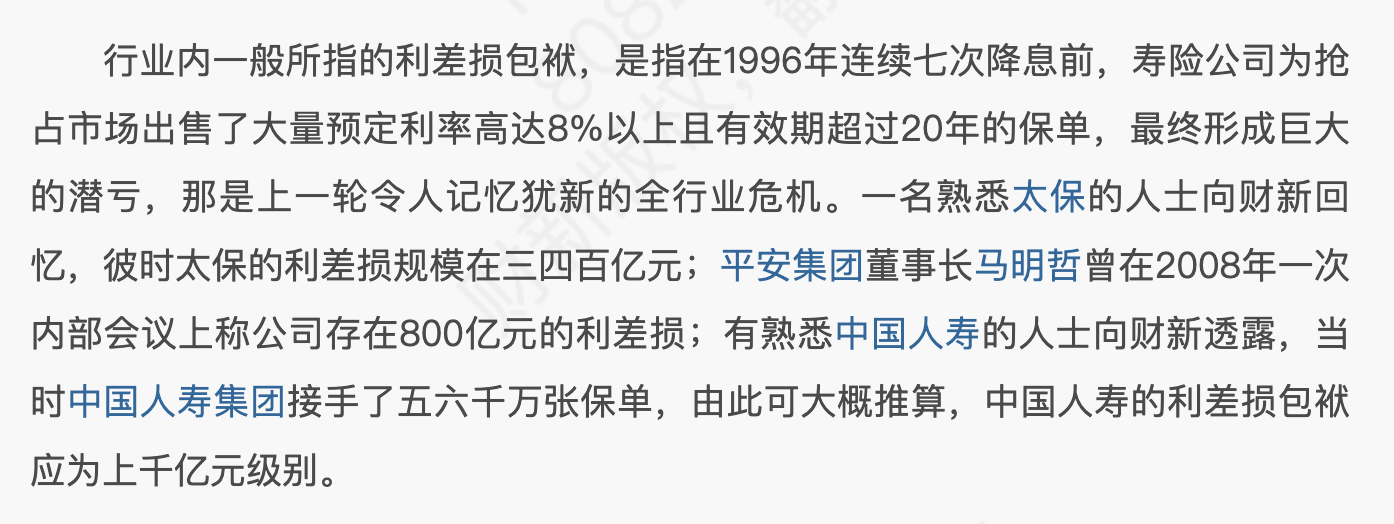 行业内一般所指的利差损包袱，是指在1996年连续七次降息前，寿险公司为抢
占市场出售了大量预定利率高达8%以上且有效期超过20年的保单，最终形成巨大
的潜亏，那是上一轮令人记忆犹新的全行业危机。一名熟悉太保的人士向财新回
忆，彼时太保的利差损规模在三四百亿元；平安集团董事长马明哲曾在2008年一次
内部会议上称公司存在800亿元的利差损；有熟悉中国人寿的人士向财新透露，当
时中国人寿集团接手了五六千万张保单，由此可大概推算，中国人寿的利差损包袱
应为上千亿元级别。
财新版权，